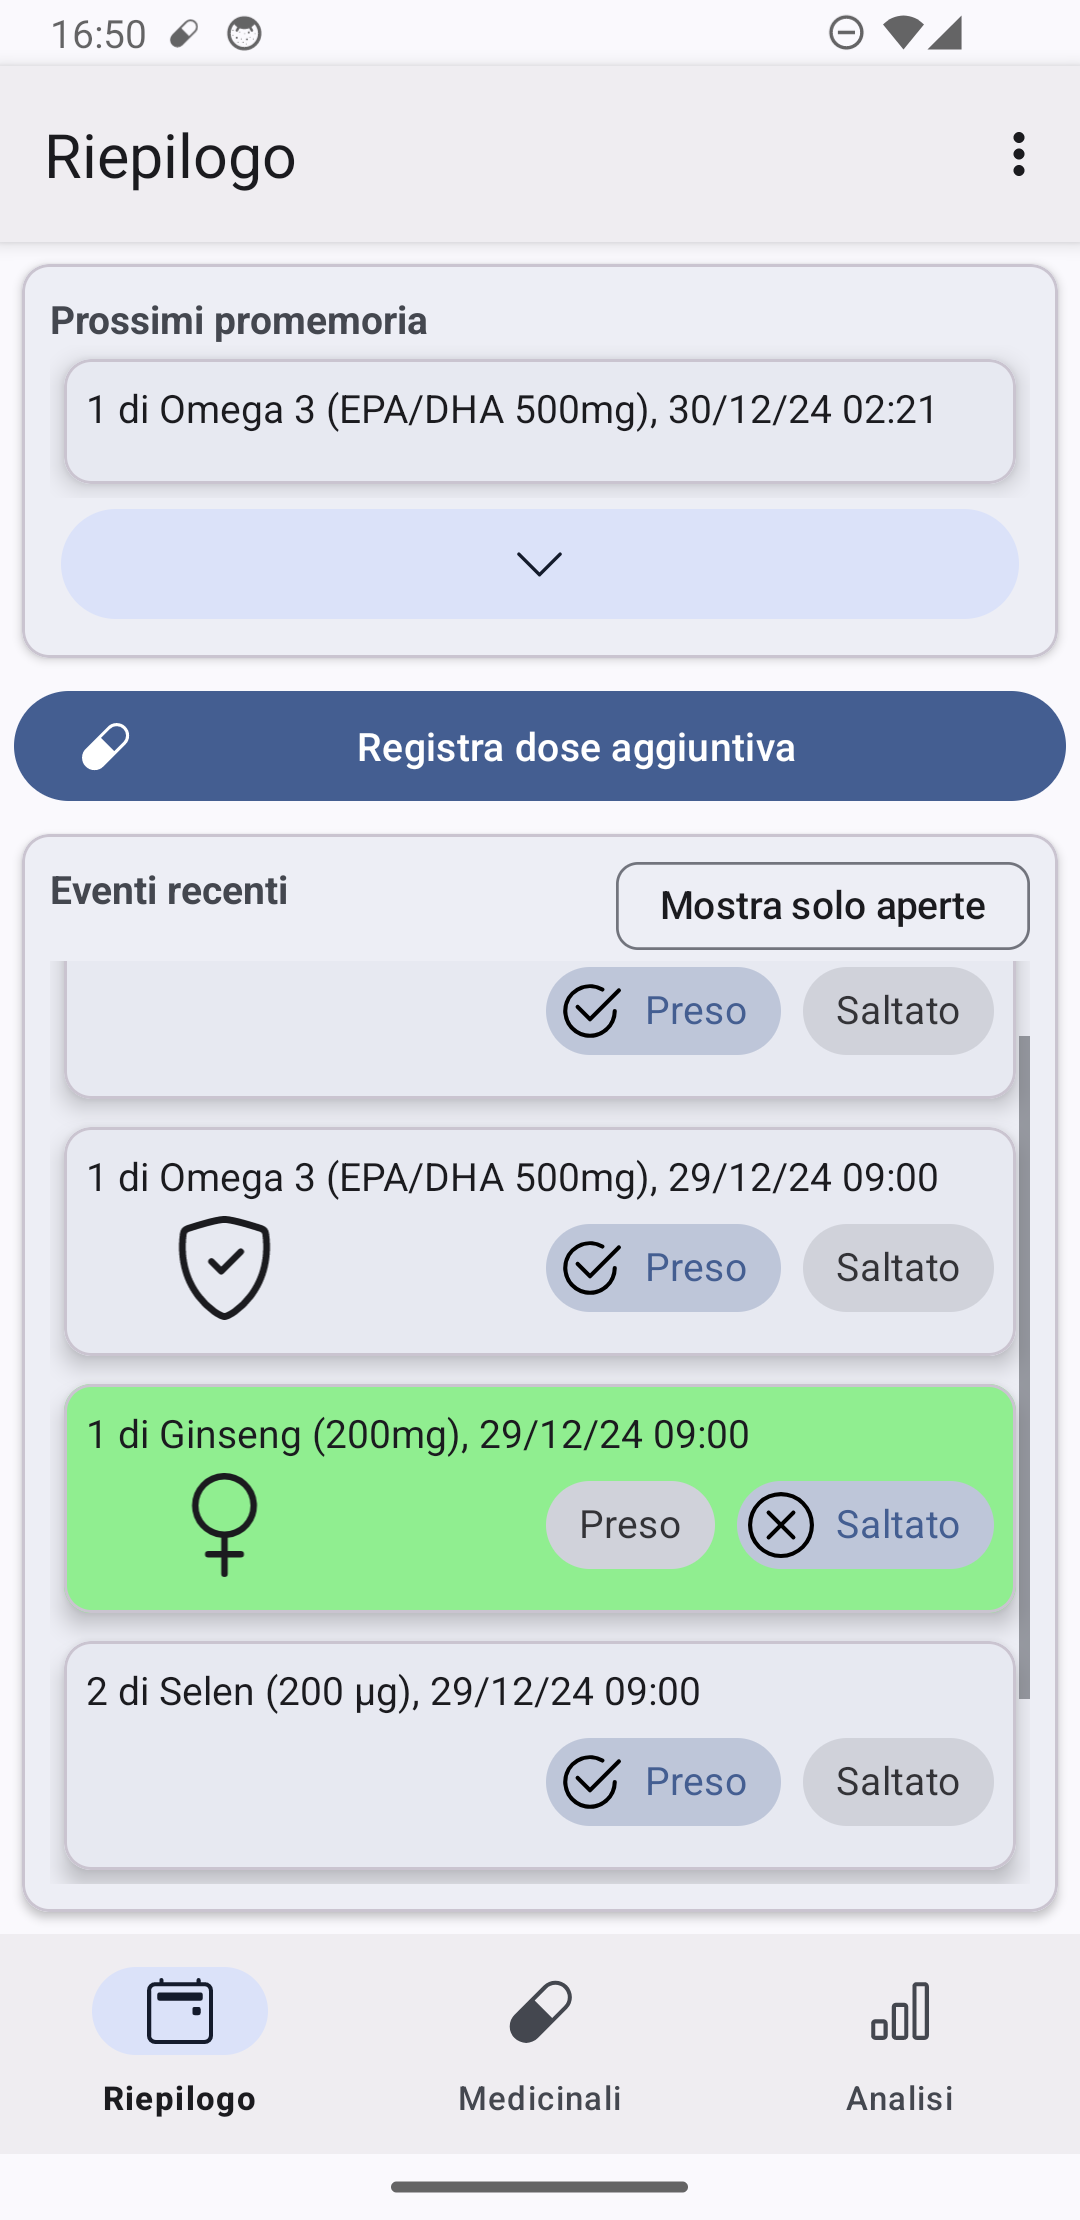 16:50
Riepilogo
Prossimi promemoria
1 di Omega 3 (EPA/DHA 500mg), 30/12/24 02:21
Registra dose aggiuntiva
Eventi recenti
Mostra solo aperte
Preso Saltato
1 di Omega 3 (EPA/DHA 500mg), 29/12/24 09:00
Preso Saltato
1 di Ginseng (200mg), 29/12/24 09:00
Preso Saltato
2 di Selen (200 µg), 29/12/24 09:00
Preso Saltato
Riepilogo Medicinali Analisi